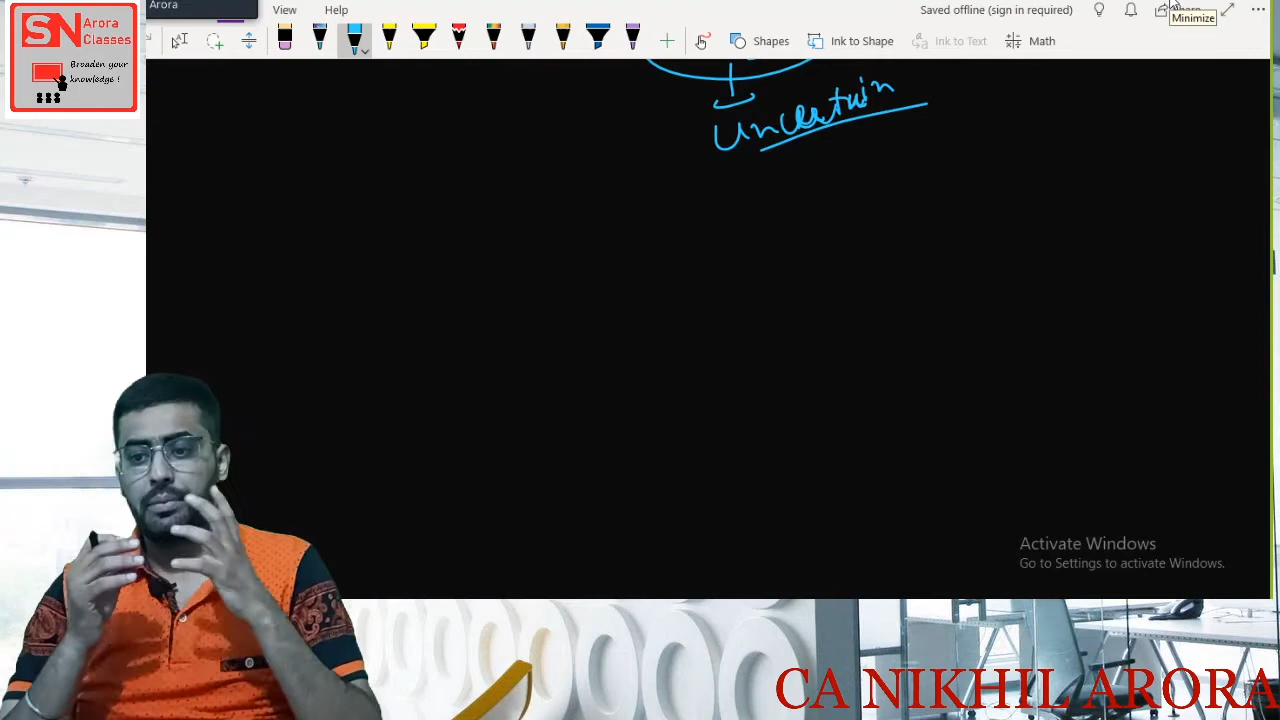 Arora
SN
Arora
Classes
Broaden your
knowledge !
View Help
Saved offline (sign in required)
Minimize
Shapes
Ink to Shape
Ink to Text
Math
Uncertain
Activate Windows
Go to Settings to activate Windows.
CA NIKHIL ARORA